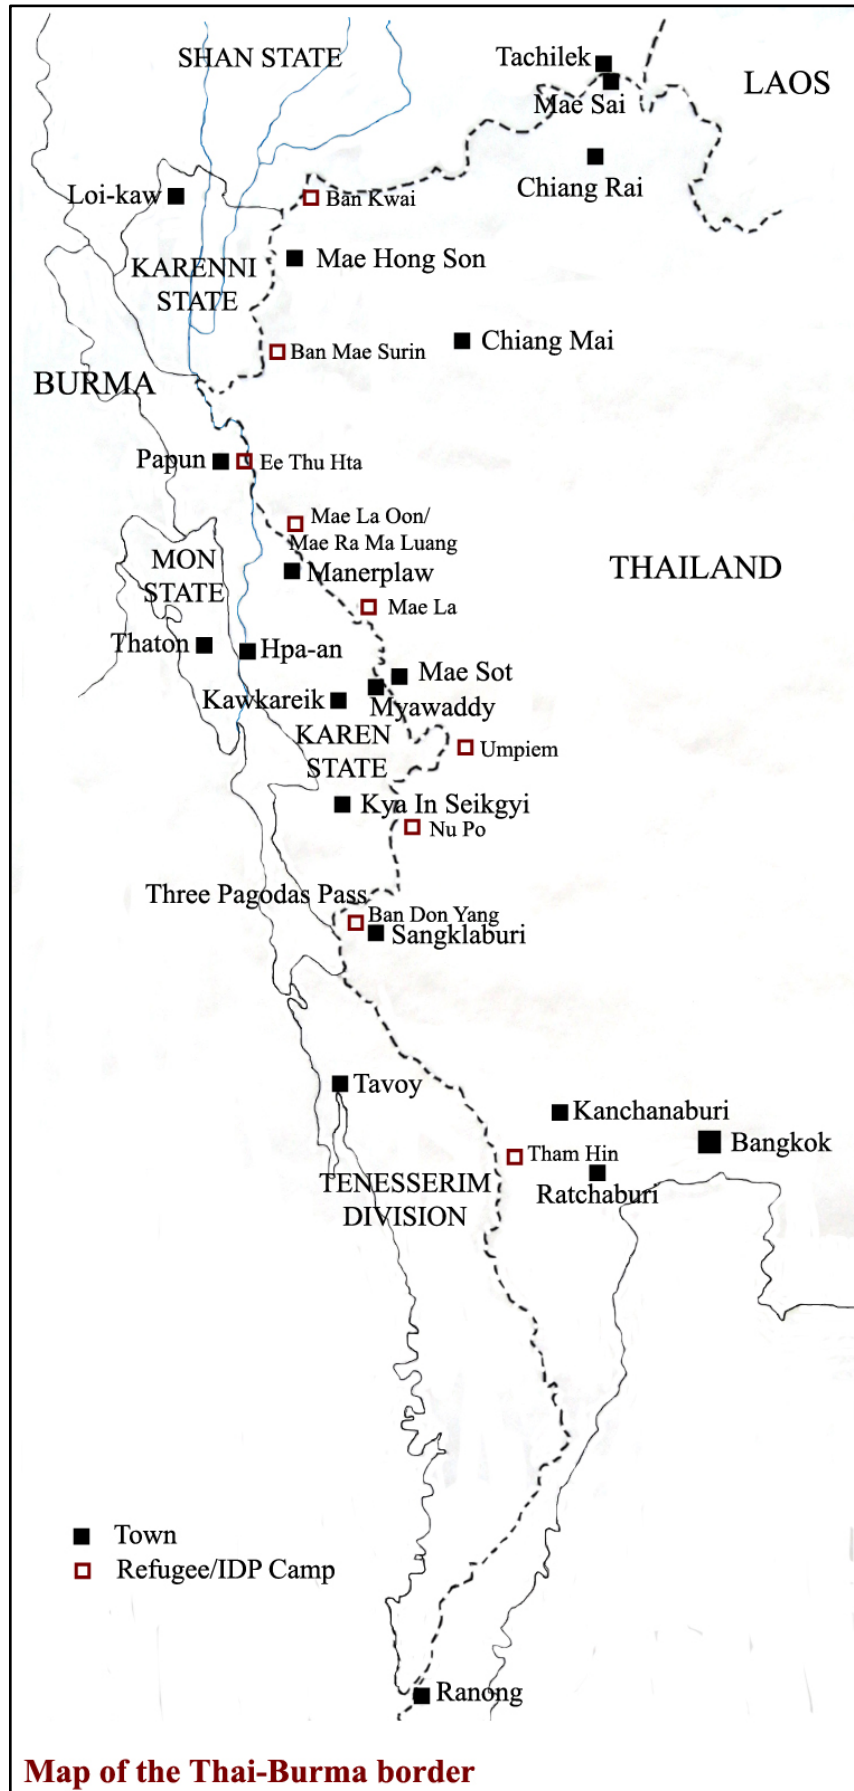 SHAN STATE
Tachilek
LAOS
Mae Sai
Chiang Rai
Loi-kaw
Ban Kwai
KARENNI
STATE
Mae Hong Son
Chiang Mai
Ban Mae Surin
BURMA
Papun
Ee Thu Hta
Mae La Oon/
Mae Ra Ma Luang
MON
STATE
Manerplaw
THAILAND
Mae La
Thaton
Hpa-an
Mae Sot
Kawkareik
Myawaddy
KAREN
STATE
Umpiem
Kya In Seikgyi
Nu Po
Three Pagodas Pass
Ban Don Yang
Sangklaburi
Tavoy
Kanchanaburi
Bangkok
Tham Hin
TENESSERIM
DIVISION
Ratchaburi
Town
Refugee/IDP Camp
Ranong
Map of the Thai-Burma border